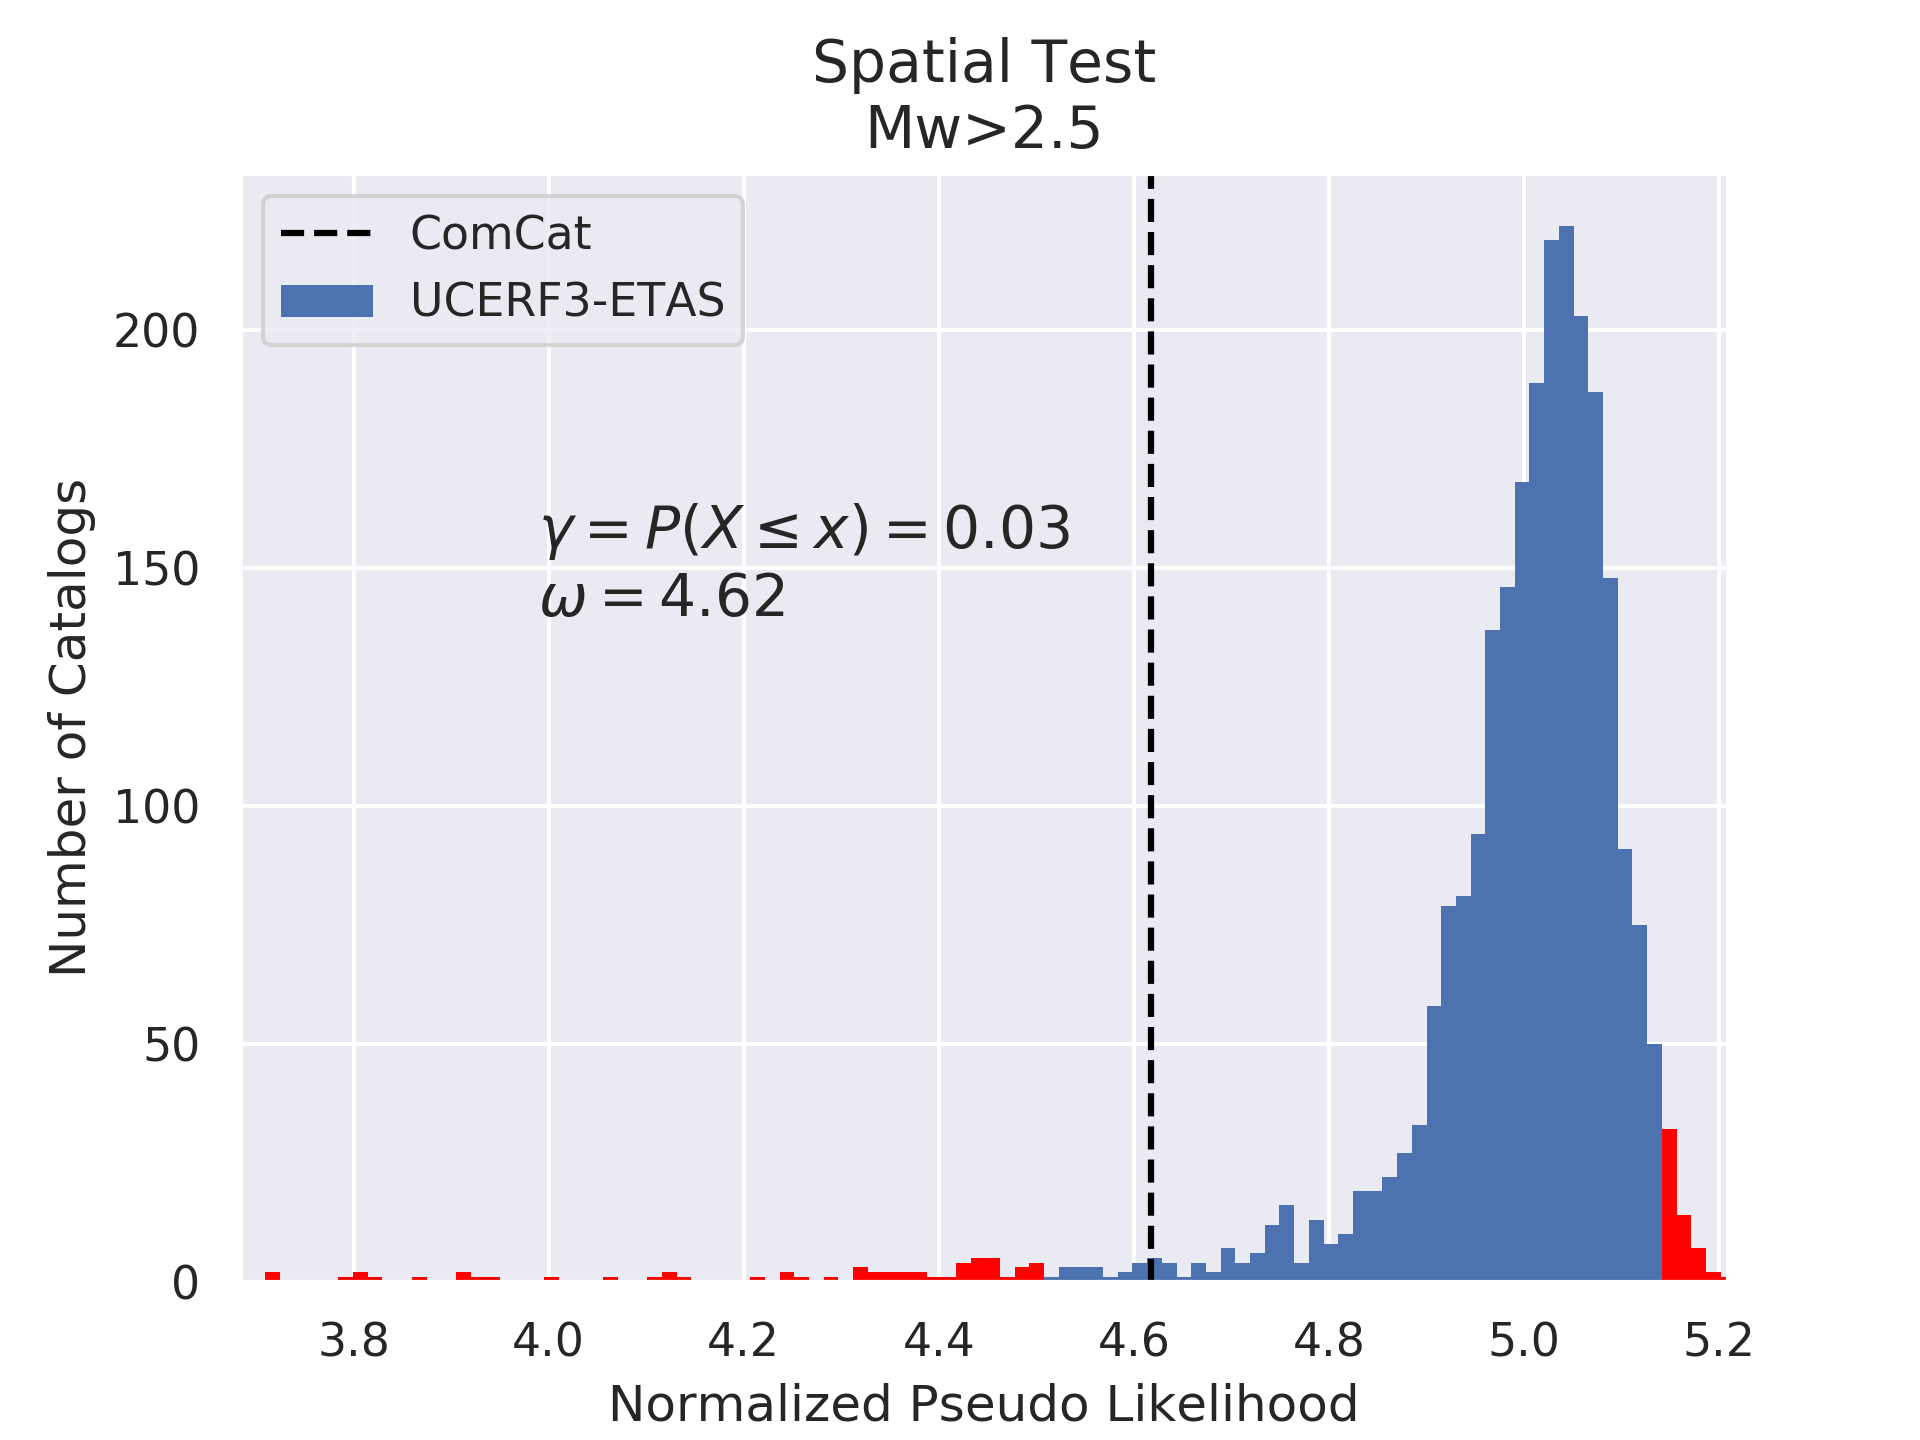 Spatial Test
Mw>2.5
ComCat
UCERF3-ETAS
γ = P(X ≤ x) = 0.03
ω = 4.62
Number of Catalogs
200
150
100
50
0
3.8 4.0 4.2 4.4 4.6 4.8 5.0 5.2
Normalized Pseudo Likelihood